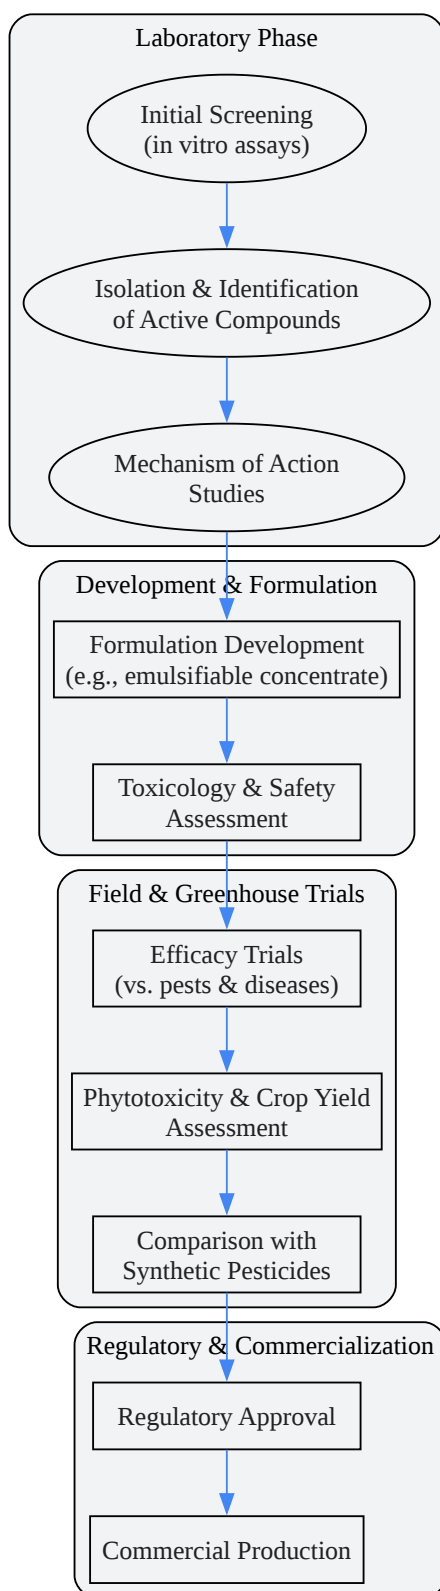 Laboratory Phase
Initial Screening
(in vitro assays)
Isolation & Identification
of Active Compounds
Mechanism of Action
Studies
Development & Formulation
Formulation Development
(e.g., emulsifiable concentrate)
Toxicology & Safety
Assessment
Field & Greenhouse Trials
Efficacy Trials
(vs. pests & diseases)
Phytotoxicity & Crop Yield
Assessment
Comparison with
Synthetic Pesticides
Regulatory & Commercialization
Regulatory Approval
Commercial Production